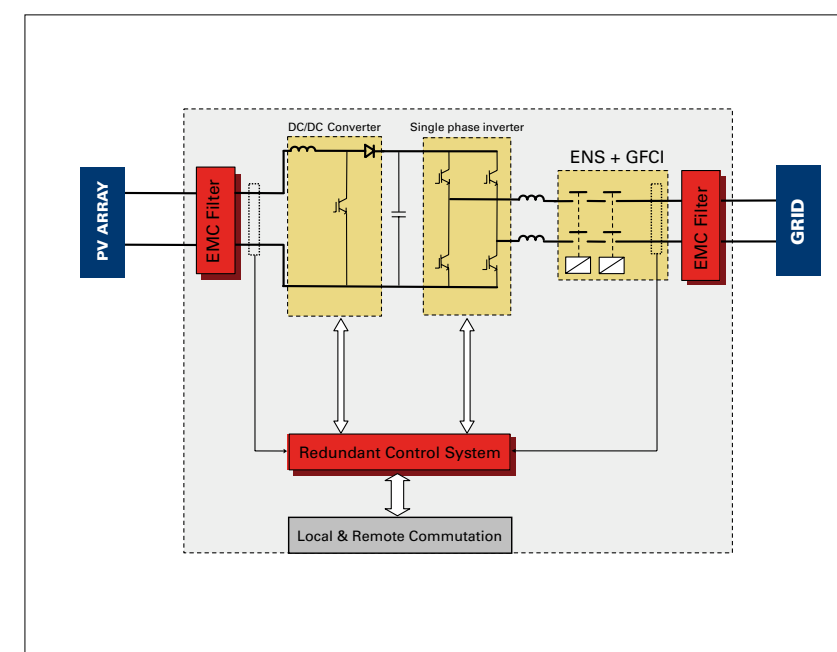 DC/DC Converter
Single phase inverter
ENS + GFCI
PV ARRAY
EMC Filter
EMC Filter
GRID
Redundant Control System
Local & Remote Commutation